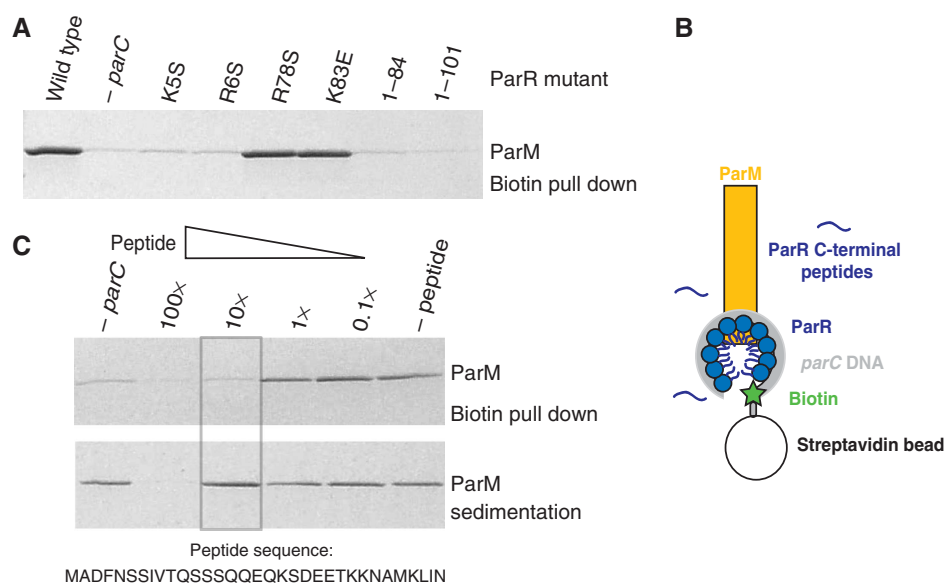 A
Wild type
– parC
K5S
R6S
R78S
K83E
1–84
1–101
ParR mutant
ParM
Biotin pull down
B
ParM
ParR C-terminal
peptides
ParR
parC DNA
Biotin
Streptavidin bead
C
Peptide
– parC
100×
10×
1×
0.1×
– peptide
ParM
Biotin pull down
ParM
sedimentation
Peptide sequence:
MADFNSSIVTQSSSQQEQKSDEETKKNAMKLIN